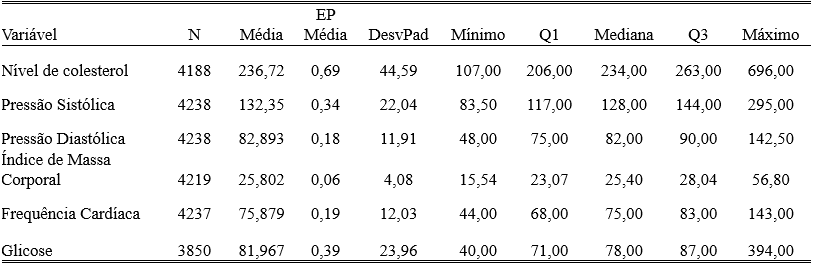 EP
Variável N Média Média DesvPad Mínimo Q1 Mediana Q3 Máximo
Nível de colesterol 4188 236,72 0,69 44,59 107,00 206,00 234,00 263,00 696,00
Pressão Sistólica 4238 132,35 0,34 22,04 83,50 117,00 128,00 144,00 295,00
Pressão Diastólica 4238 82,893 0,18 11,91 48,00 75,00 82,00 90,00 142,50
Índice de Massa
Corporal 4219 25,802 0,06 4,08 15,54 23,07 25,40 28,04 56,80
Frequência Cardíaca 4237 75,879 0,19 12,03 44,00 68,00 75,00 83,00 143,00
Glicose 3850 81,967 0,39 23,96 40,00 71,00 78,00 87,00 394,00